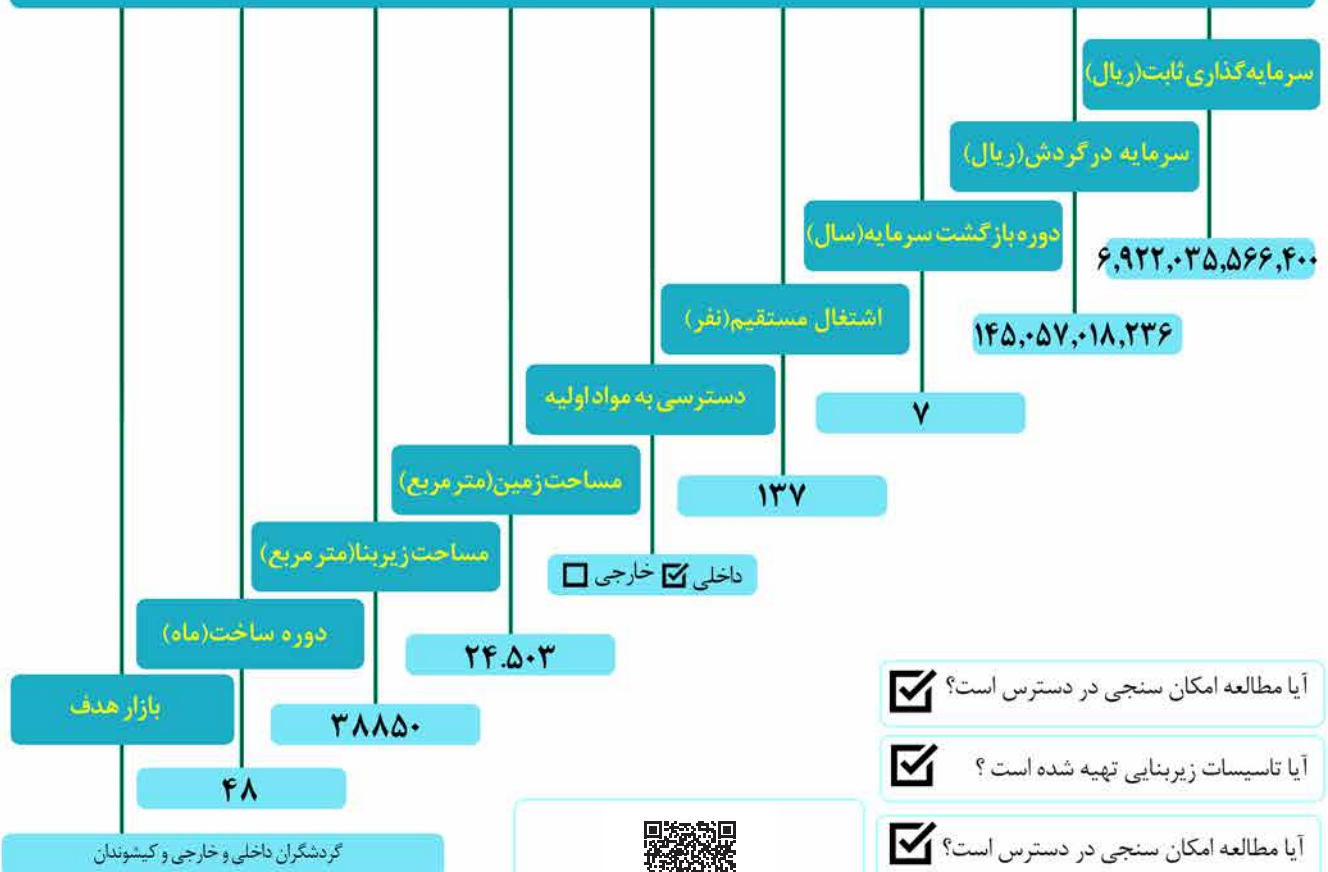 سرمایه‌گذاری ثابت(ریال)
۶,۹۲۲,۰۳۵,۵۶۶,۴۰۰
سرمایه در گردش(ریال)
۱۴۵,۰۵۷,۰۱۸,۲۳۶
دوره بازگشت سرمایه(سال)
۷
اشتغال مستقیم(نفر)
۱۳۷
دسترسی به مواد اولیه
داخلی ☑ خارجی ☐
مساحت زمین(متر مربع)
۲۴.۵۰۳
مساحت زیربنا(متر مربع)
۳۸۸۵۰
دوره ساخت(ماه)
۴۸
بازار هدف
گردشگران داخلی و خارجی و کیشوندان
آیا مطالعه امکان سنجی در دسترس است؟ ☑
آیا تاسیسات زیربنایی تهیه شده است ؟ ☑
آیا مطالعه امکان سنجی در دسترس است؟ ☑